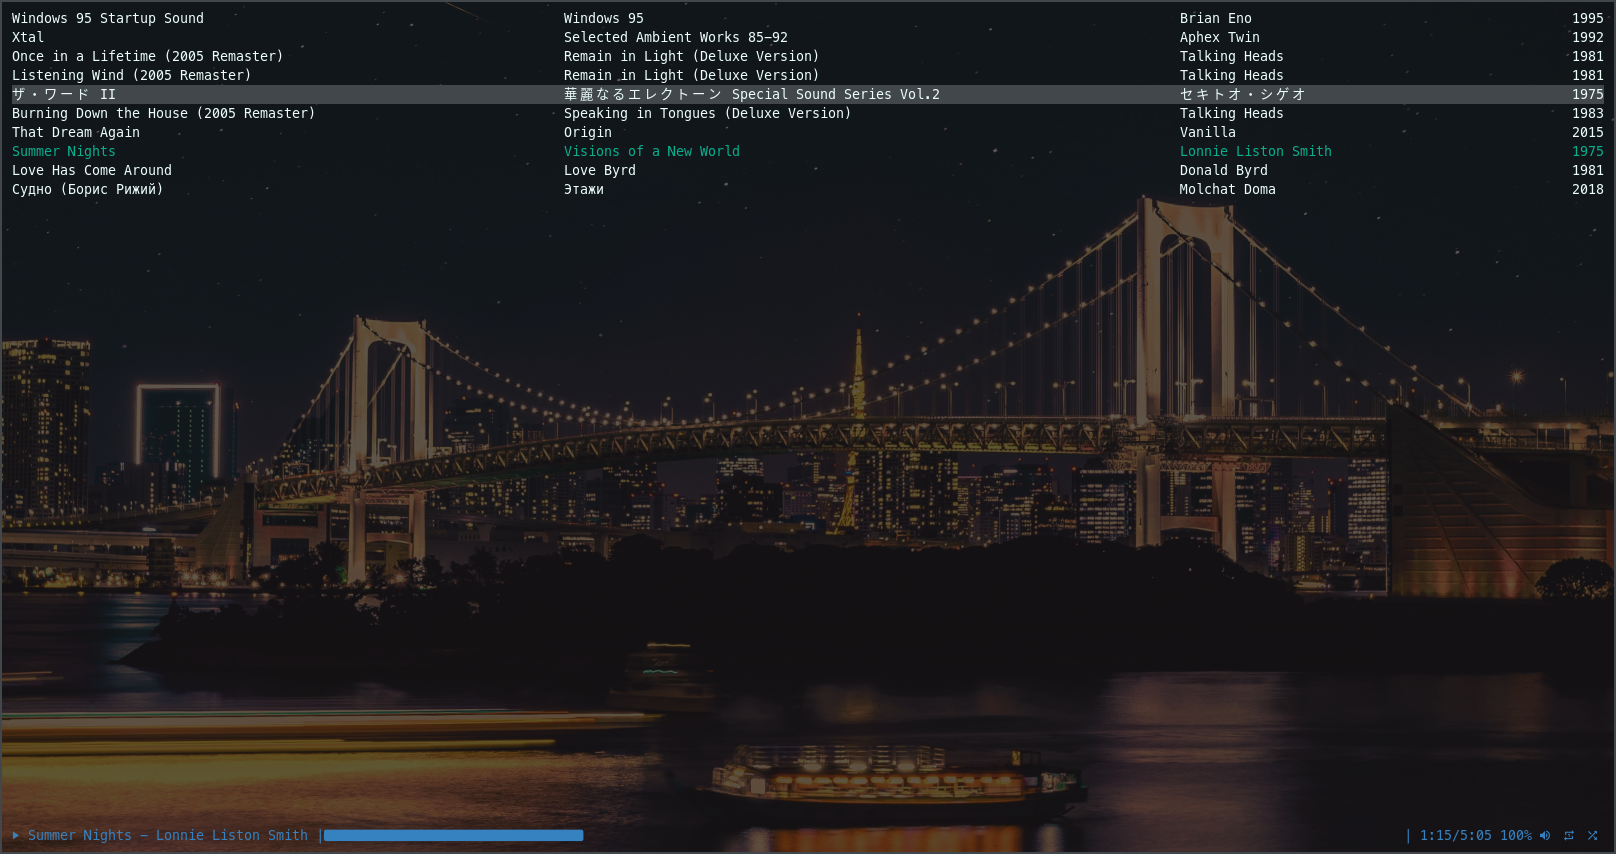 Windows 95 Startup Sound Windows 95 Brian Eno 1995
Xtal Selected Ambient Works 85–92 Aphex Twin 1992
Once in a Lifetime (2005 Remaster) Remain in Light (Deluxe Version) Talking Heads 1981
Listening Wind (2005 Remaster) Remain in Light (Deluxe Version) Talking Heads 1981
ザ・ワード II 華麗なるエレクトーン Special Sound Series Vol.2 セキトオ・シゲオ 1975
Burning Down the House (2005 Remaster) Speaking in Tongues (Deluxe Version) Talking Heads 1983
That Dream Again Origin Vanilla 2015
Summer Nights Visions of a New World Lonnie Liston Smith 1975
Love Has Come Around Love Byrd Donald Byrd 1981
Судно (Борис Рижий) Этажи Molchat Doma 2018
Summer Nights – Lonnie Liston Smith | | 1:15/5:05 100%